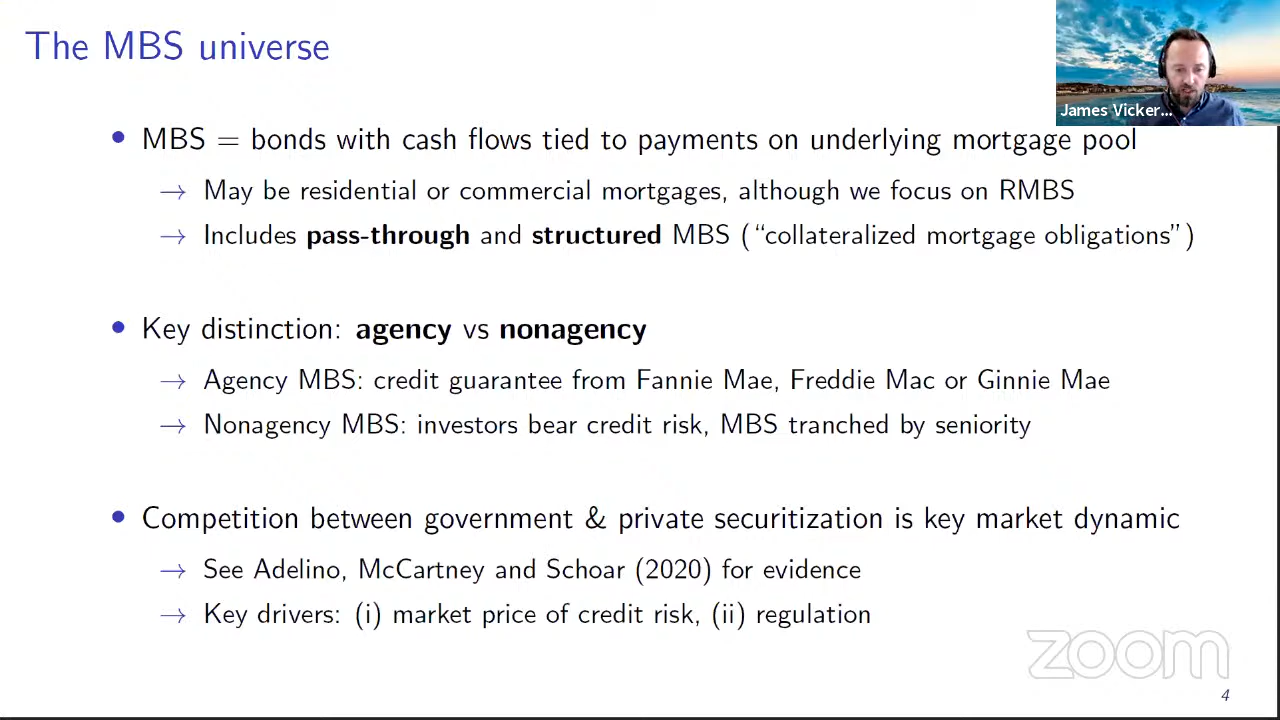 The MBS universe
James Vicker...
• MBS = bonds with cash flows tied to payments on underlying mortgage pool
→ May be residential or commercial mortgages, although we focus on RMBS
→ Includes pass-through and structured MBS (“collateralized mortgage obligations”)
• Key distinction: agency vs nonagency
→ Agency MBS: credit guarantee from Fannie Mae, Freddie Mac or Ginnie Mae
→ Nonagency MBS: investors bear credit risk, MBS tranched by seniority
• Competition between government & private securitization is key market dynamic
→ See Adelino, McCartney and Schoar (2020) for evidence
→ Key drivers: (i) market price of credit risk, (ii) regulation
zoom
4